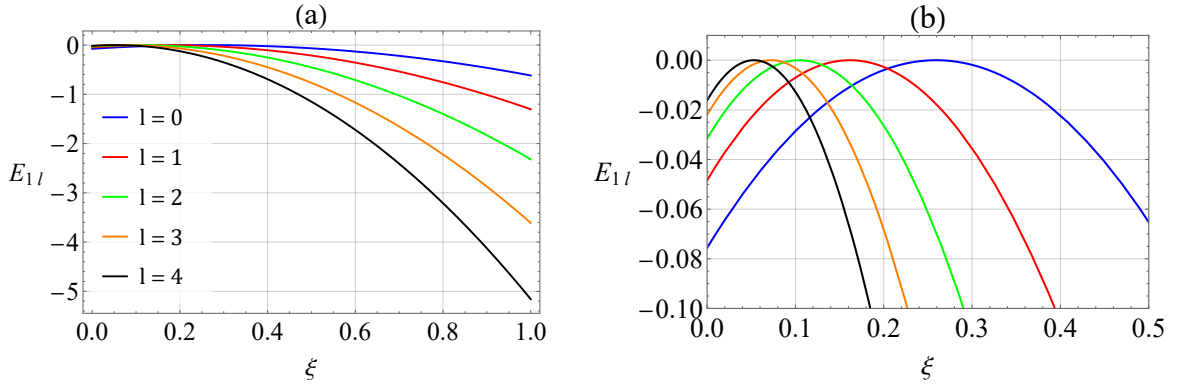 (a)
0
−1
−2
−3
−4
−5
E1 l
l = 0
l = 1
l = 2
l = 3
l = 4
0.0 0.2 0.4 0.6 0.8 1.0
ξ
(b)
0.00
−0.02
−0.04
−0.06
−0.08
−0.10
E1 l
0.0 0.1 0.2 0.3 0.4 0.5
ξ